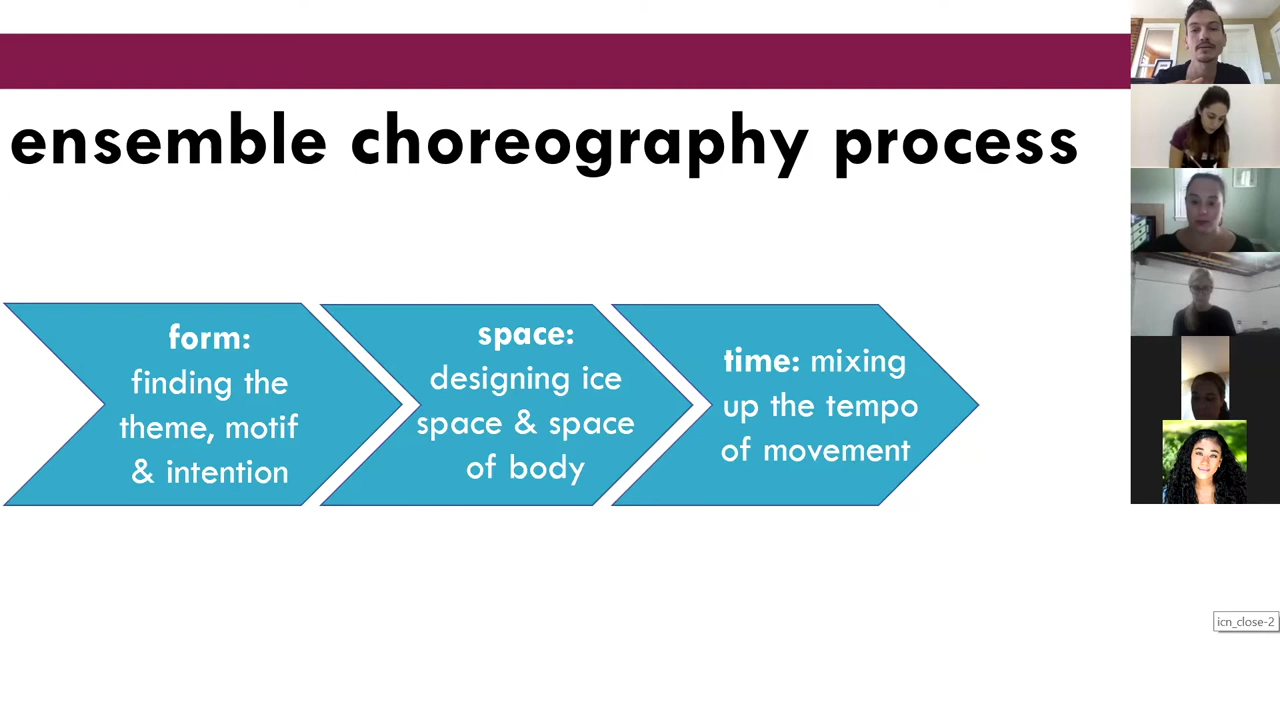 ensemble choreography process
form:
finding the
theme, motif
& intention
space:
designing ice
space & space
of body
time: mixing
up the tempo
of movement
icn_close-2